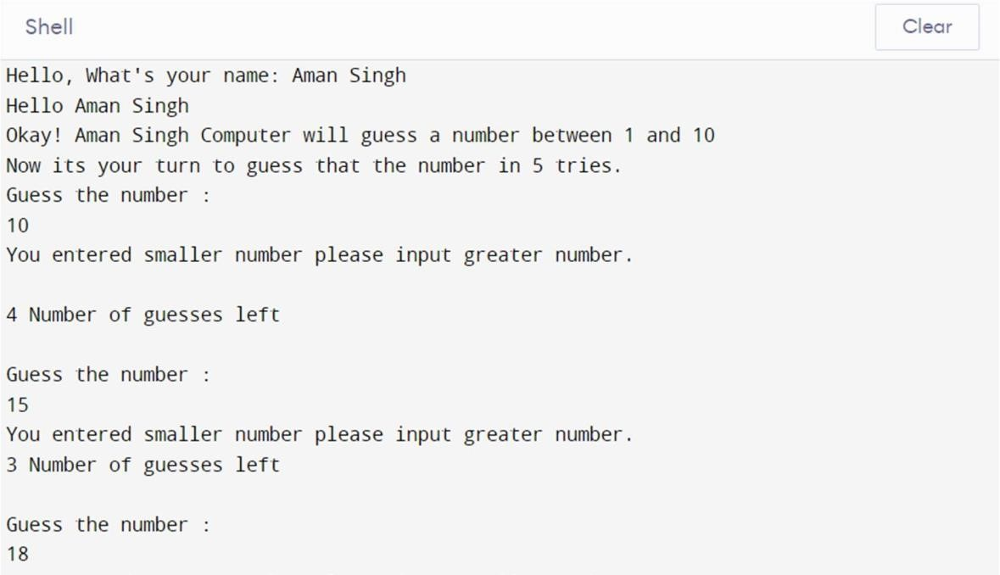 Shell
Clear
Hello, What's your name: Aman Singh
Hello Aman Singh
Okay! Aman Singh Computer will guess a number between 1 and 10
Now its your turn to guess that the number in 5 tries.
Guess the number :
10
You entered smaller number please input greater number.
4 Number of guesses left
Guess the number :
15
You entered smaller number please input greater number.
3 Number of guesses left
Guess the number :
18